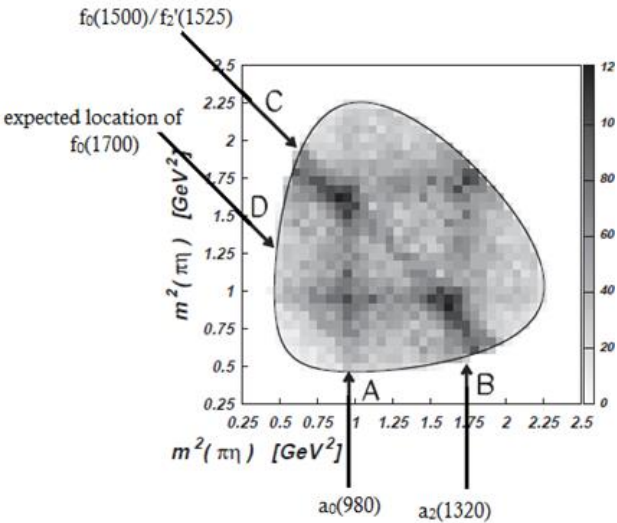 f₀(1500)/f₂'(1525)
expected location of
f₀(1700)
C
D
A
B
m²(πη) [GeV²]
2.5
2.25
2
1.75
1.5
1.25
1
0.75
0.5
0.25
0.25 0.5 0.75 1 1.25 1.5 1.75 2 2.25 2.5
m²(πη) [GeV²]
12
80
60
40
20
0
a₀(980)
a₂(1320)